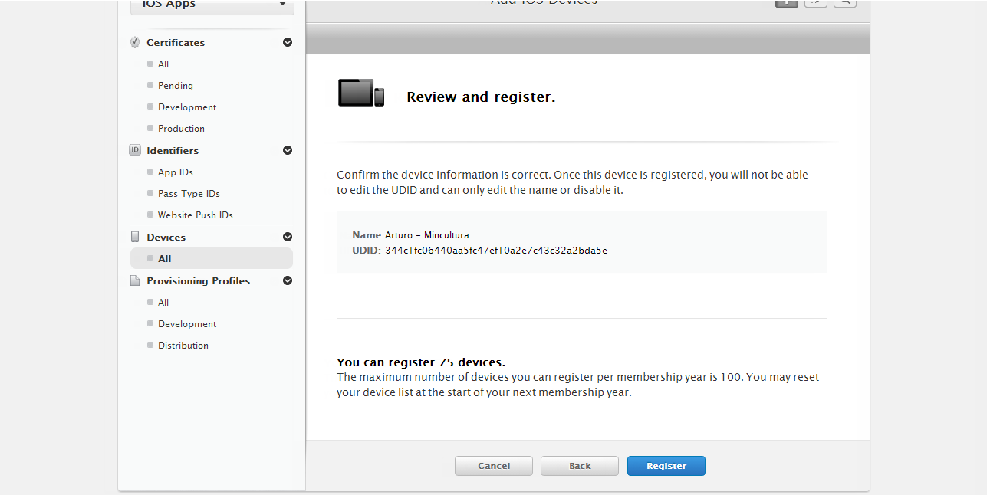 iOS Apps
Add iOS Devices
Certificates
All
Pending
Development
Production
ID Identifiers
App IDs
Pass Type IDs
Website Push IDs
Devices
All
Provisioning Profiles
All
Development
Distribution
Review and register.
Confirm the device information is correct. Once this device is registered, you will not be able
to edit the UDID and can only edit the name or disable it.
Name:Arturo - Mincultura
UDID: 344c1fc06440aa5fc47ef10a2e7c43c32a2bda5e
You can register 75 devices.
The maximum number of devices you can register per membership year is 100. You may reset
your device list at the start of your next membership year.
Cancel
Back
Register